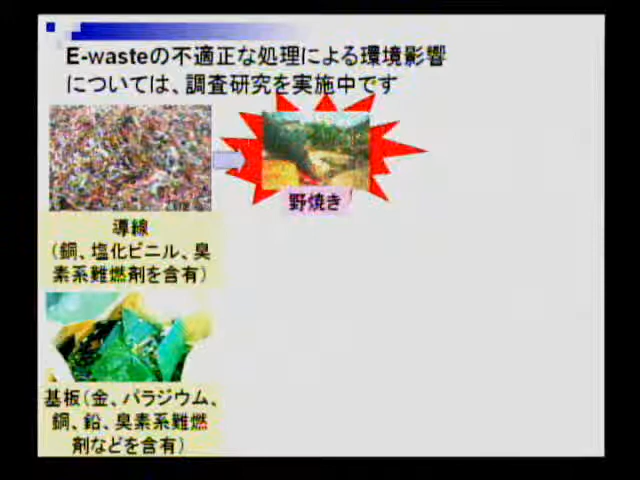 E-wasteの不適正な処理による環境影響
については、調査研究を実施中です
野焼き
導線
（銅、塩化ビニル、臭
素系難燃剤を含有）
基板（金、パラジウム、
銅、鉛、臭素系難燃
剤などを含有）